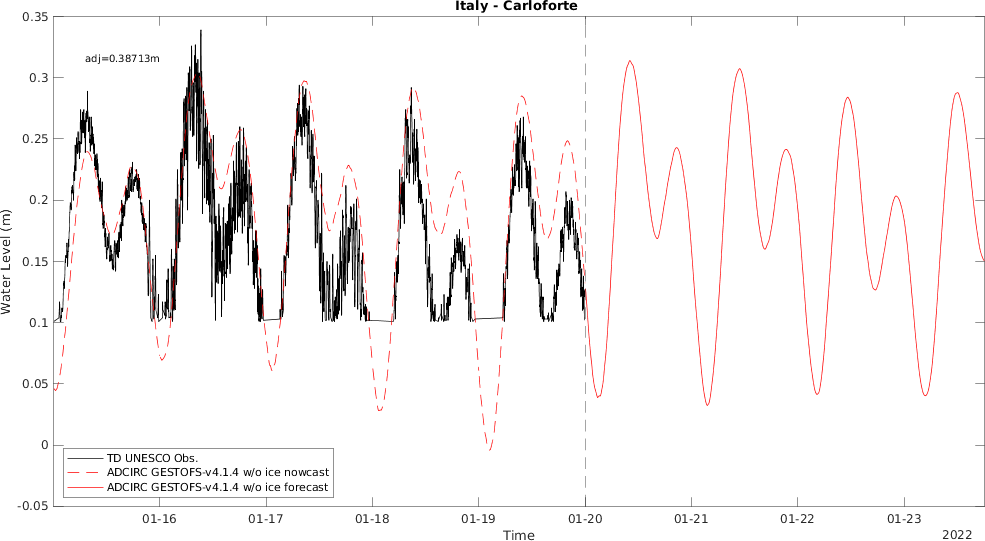 Italy - Carloforte
0.35
0.3
0.25
0.2
0.15
0.1
0.05
0
-0.05
Water Level (m)
adj=0.38713m
TD UNESCO Obs.
ADCIRC GESTOFS-v4.1.4 w/o ice nowcast
ADCIRC GESTOFS-v4.1.4 w/o ice forecast
01-16 01-17 01-18 01-19 01-20 01-21 01-22 01-23
Time
2022